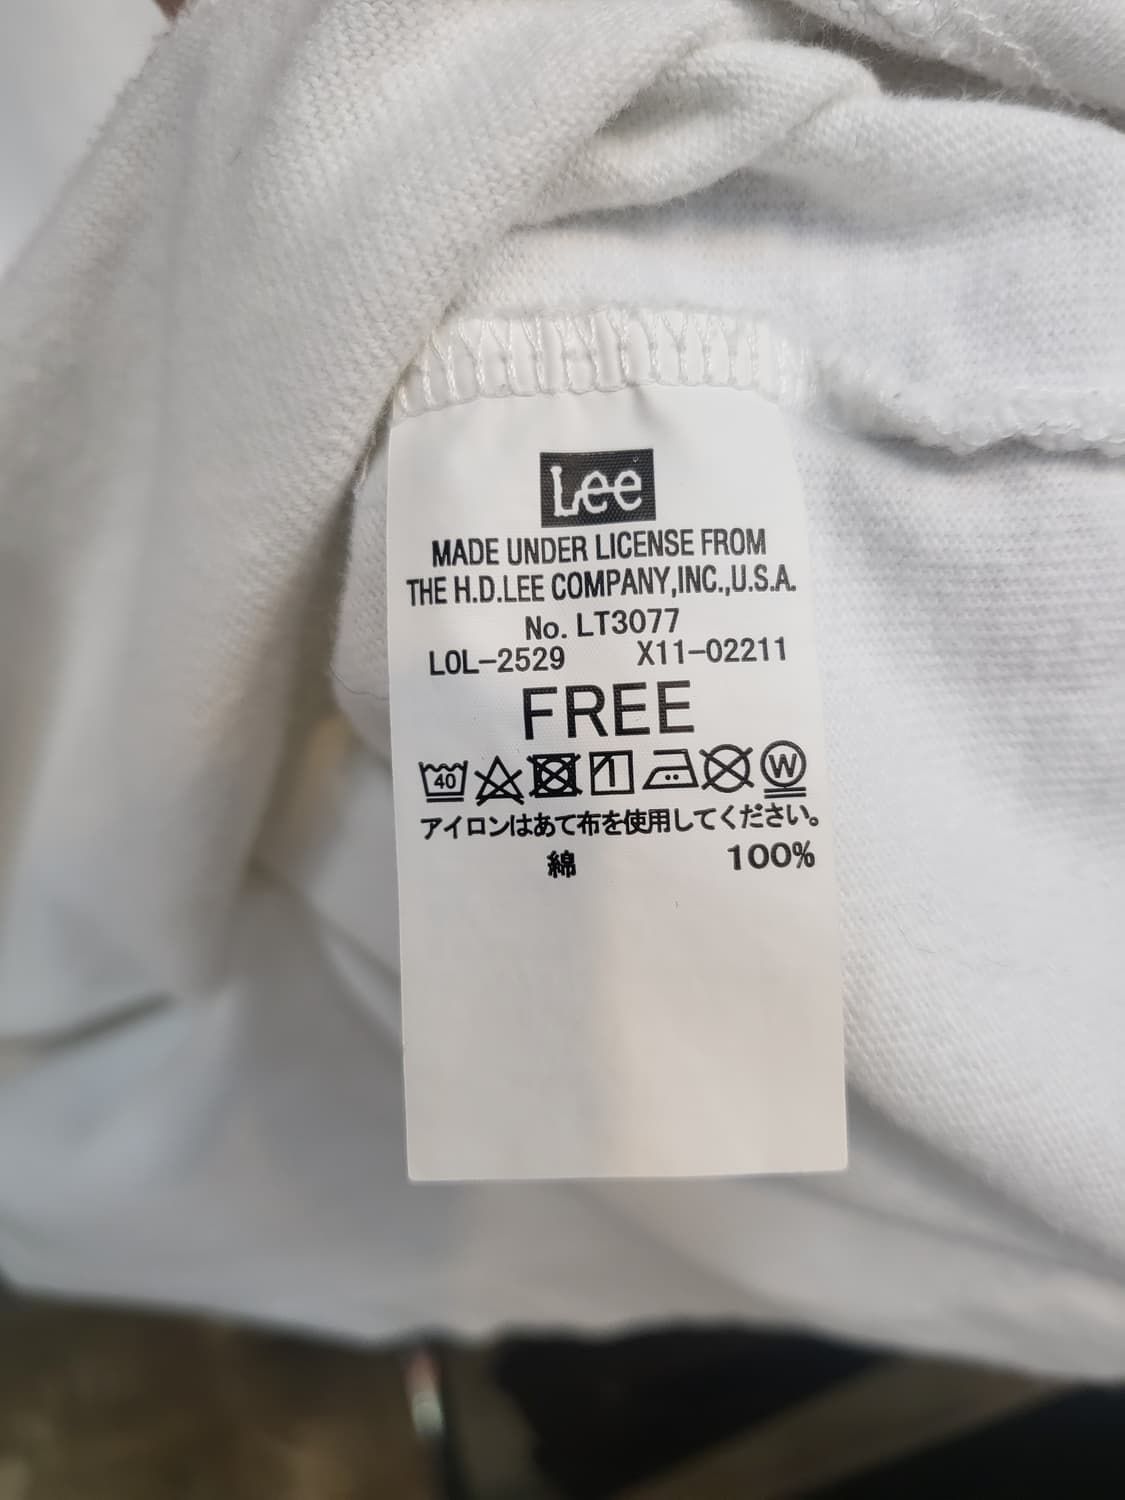 Lee
MADE UNDER LICENSE FROM
THE H.D.LEE COMPANY,INC.,U.S.A.
No. LT3077
LOL-2529 X11-02211
FREE
40 W
アイロンはあて布を使用してください。
綿 100%